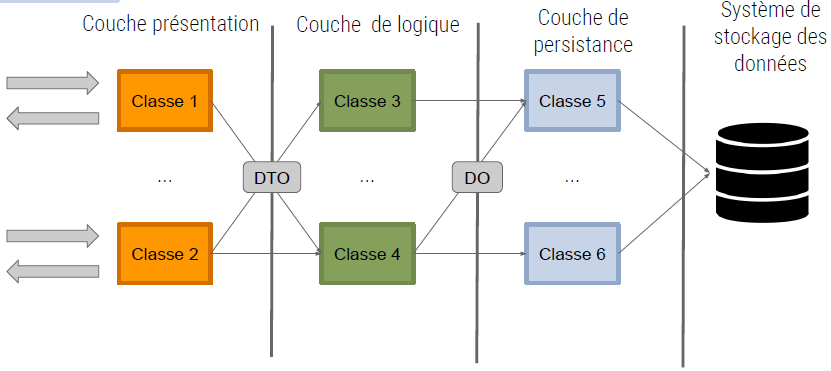 Couche présentation
Couche de logique
Couche de
persistance
Système de
stockage des
données
Classe 1
Classe 3
Classe 5
...
DTO
...
DO
...
Classe 2
Classe 4
Classe 6